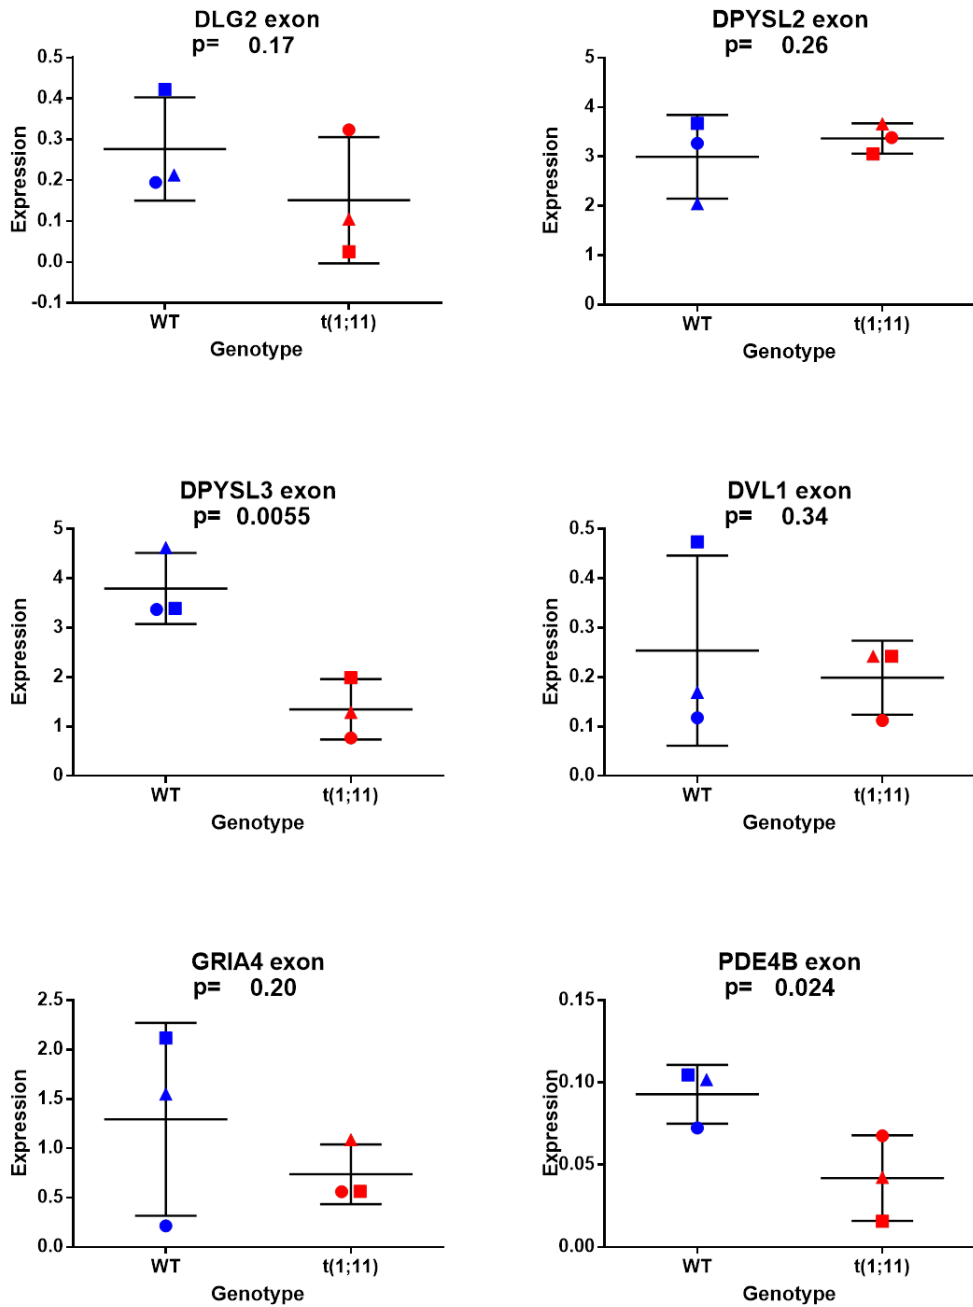 DLG2 exon
p= 0.17
0.5
0.4
0.3
0.2
0.1
0.0
-0.1
Expression
WT
t(1;11)
Genotype
DPYSL2 exon
p= 0.26
5
4
3
2
1
0
Expression
WT
t(1;11)
Genotype
DPYSL3 exon
p= 0.0055
5
4
3
2
1
0
Expression
WT
t(1;11)
Genotype
DVL1 exon
p= 0.34
0.5
0.4
0.3
0.2
0.1
0.0
Expression
WT
t(1;11)
Genotype
GRIA4 exon
p= 0.20
2.5
2.0
1.5
1.0
0.5
0.0
Expression
WT
t(1;11)
Genotype
PDE4B exon
p= 0.024
0.15
0.10
0.05
0.00
Expression
WT
t(1;11)
Genotype